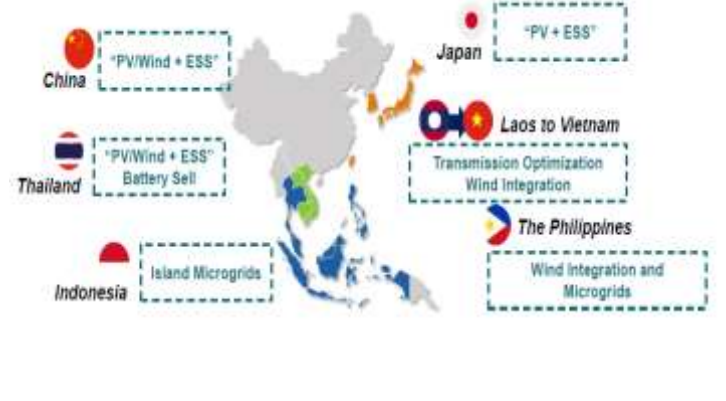 China
"PV/Wind + ESS"
Japan
"PV + ESS"
Laos to Vietnam
Transmission Optimization
Wind Integration
Thailand
"PV/Wind + ESS"
Battery Sell
The Philippines
Wind Integration and
Microgrids
Indonesia
Island Microgrids